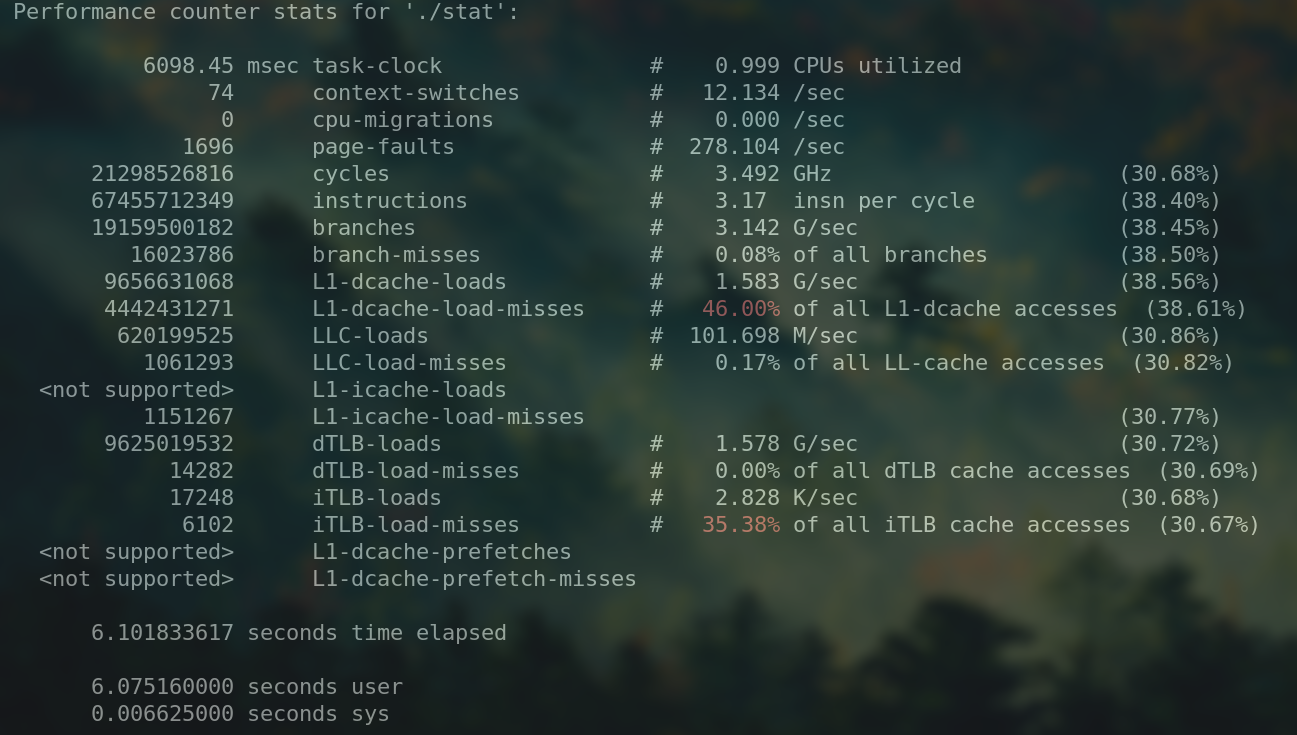 Performance counter stats for './stat':
6098.45 msec task-clock # 0.999 CPUs utilized
74 context-switches # 12.134 /sec
0 cpu-migrations # 0.000 /sec
1696 page-faults # 278.104 /sec
21298526816 cycles # 3.492 GHz (30.68%)
67455712349 instructions # 3.17 insn per cycle (38.40%)
19159500182 branches # 3.142 G/sec (38.45%)
16023786 branch-misses # 0.08% of all branches (38.50%)
9656631068 L1-dcache-loads # 1.583 G/sec (38.56%)
4442431271 L1-dcache-load-misses # 46.00% of all L1-dcache accesses (38.61%)
620199525 LLC-loads # 101.698 M/sec (30.86%)
1061293 LLC-load-misses # 0.17% of all LL-cache accesses (30.82%)
<not supported> L1-icache-loads
1151267 L1-icache-load-misses (30.77%)
9625019532 dTLB-loads # 1.578 G/sec (30.72%)
14282 dTLB-load-misses # 0.00% of all dTLB cache accesses (30.69%)
17248 iTLB-loads # 2.828 K/sec (30.68%)
6102 iTLB-load-misses # 35.38% of all iTLB cache accesses (30.67%)
<not supported> L1-dcache-prefetches
<not supported> L1-dcache-prefetch-misses
6.101833617 seconds time elapsed
6.075160000 seconds user
0.006625000 seconds sys